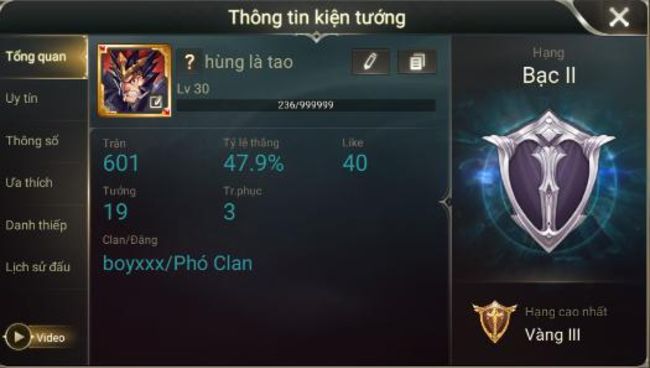 Thông tin kiện tướng
Tổng quan
Uy tín
Thông số
Ưa thích
Danh thiếp
Lịch sử đấu
Video
? hùng là tao
Lv 30
236/999999
Trận
Tỷ lệ thắng
Like
601
47.9%
40
Tướng
Tr.phục
19
3
Clan/Đảng
boyxxx/Phó Clan
Hạng
Bạc II
Hạng cao nhất
Vàng III